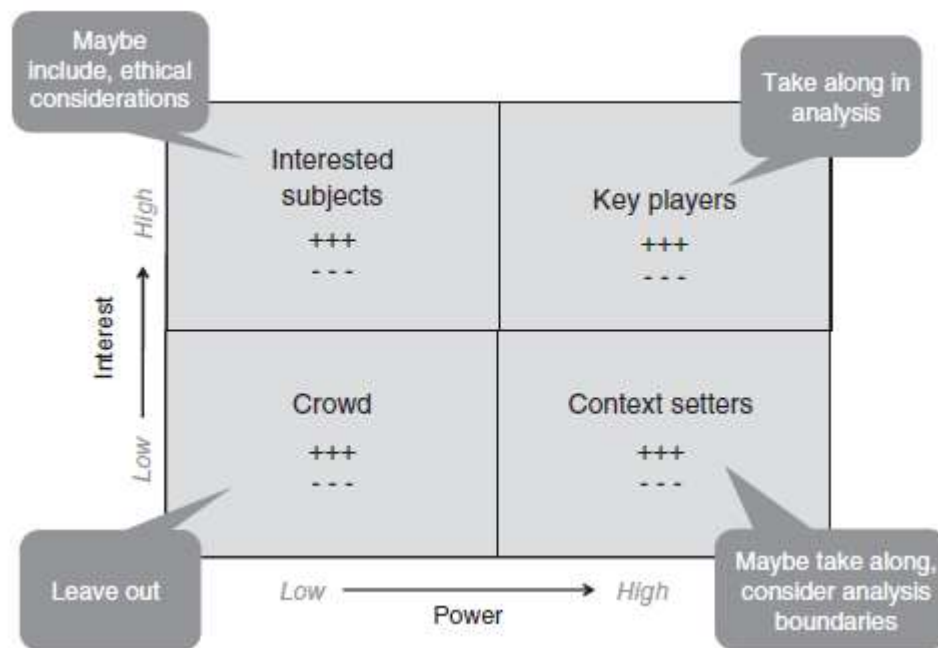 Maybe
include, ethical
considerations
Take along in
analysis
Interested
subjects
+++
- - -
Key players
+++
- - -
High
Interest
Low
Crowd
+++
- - -
Context setters
+++
- - -
Leave out
Maybe take along,
consider analysis
boundaries
Low
High
Power